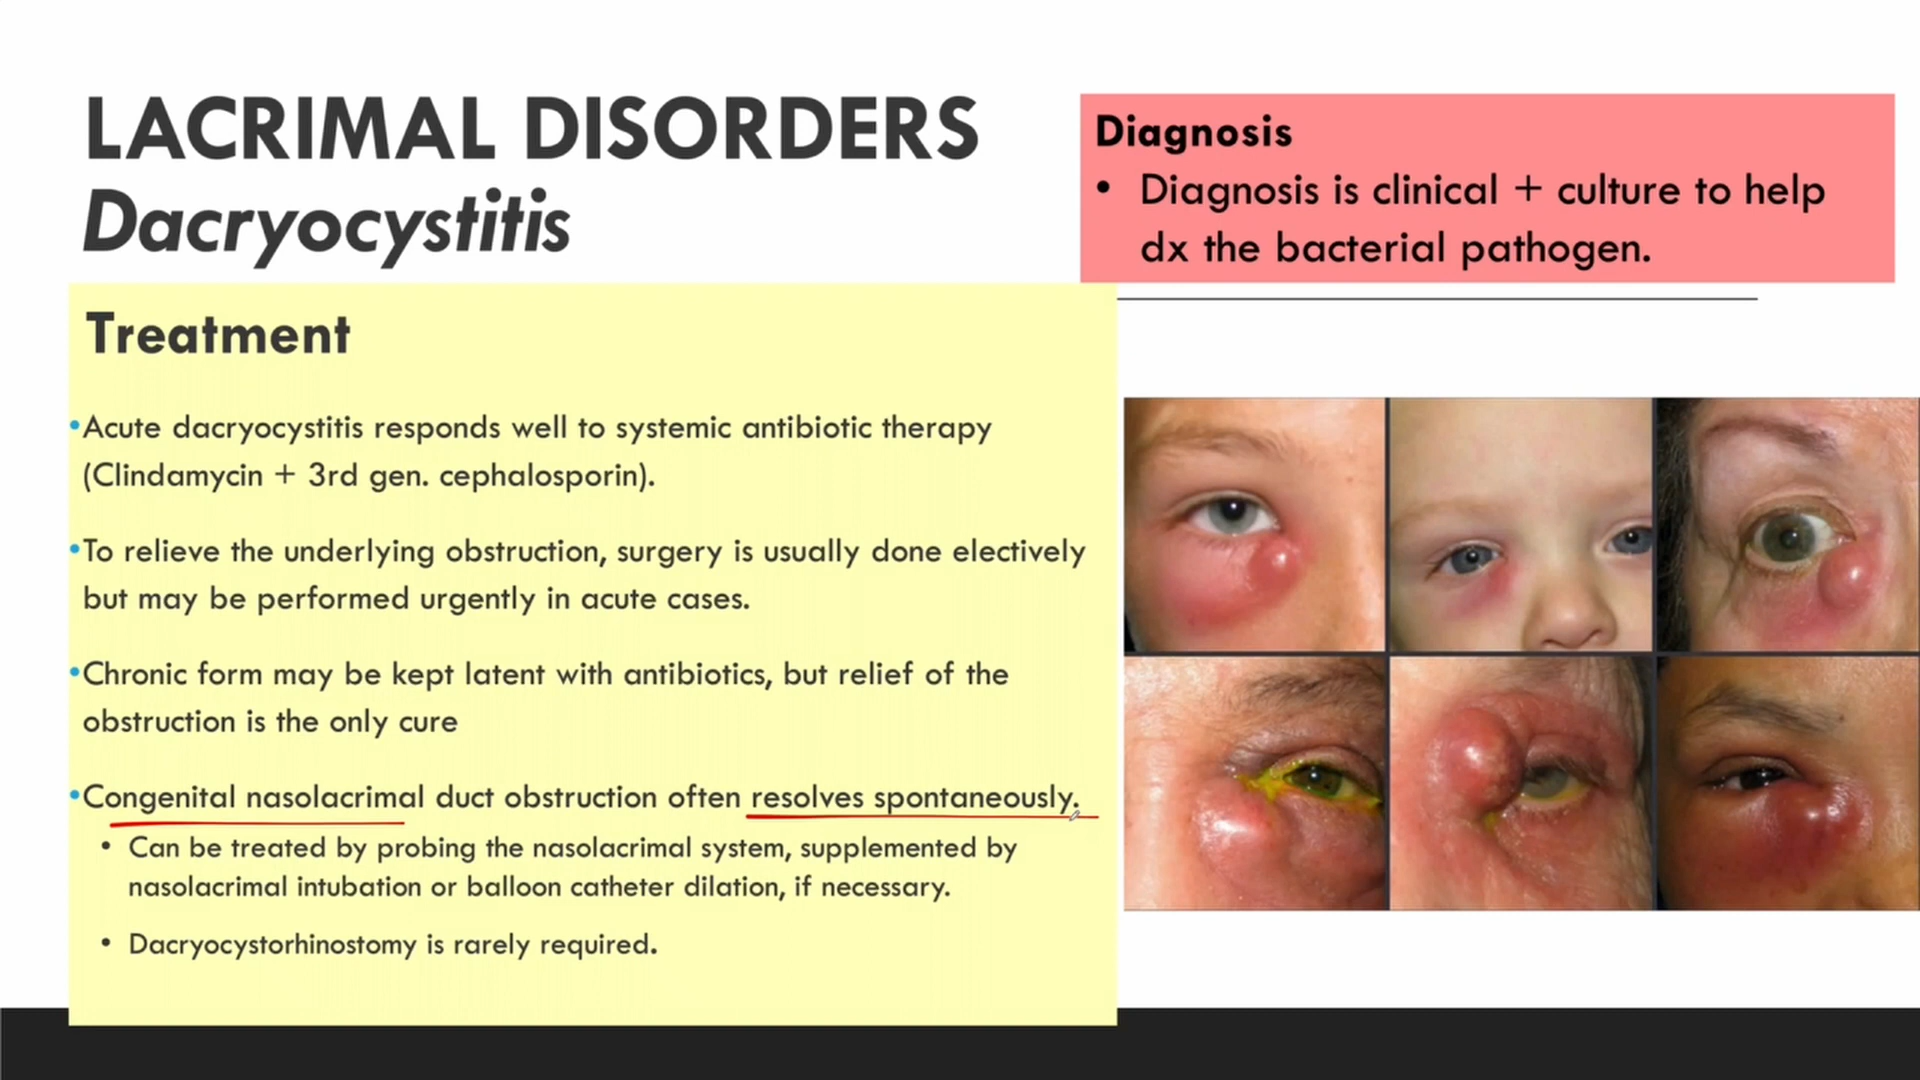 LACRIMAL DISORDERS
Dacryocystitis
Diagnosis
• Diagnosis is clinical + culture to help
dx the bacterial pathogen.
Treatment
•Acute dacryocystitis responds well to systemic antibiotic therapy
(Clindamycin + 3rd gen. cephalosporin).
•To relieve the underlying obstruction, surgery is usually done electively
but may be performed urgently in acute cases.
•Chronic form may be kept latent with antibiotics, but relief of the
obstruction is the only cure
•Congenital nasolacrimal duct obstruction often resolves spontaneously.
• Can be treated by probing the nasolacrimal system, supplemented by
nasolacrimal intubation or balloon catheter dilation, if necessary.
• Dacryocystorhinostomy is rarely required.